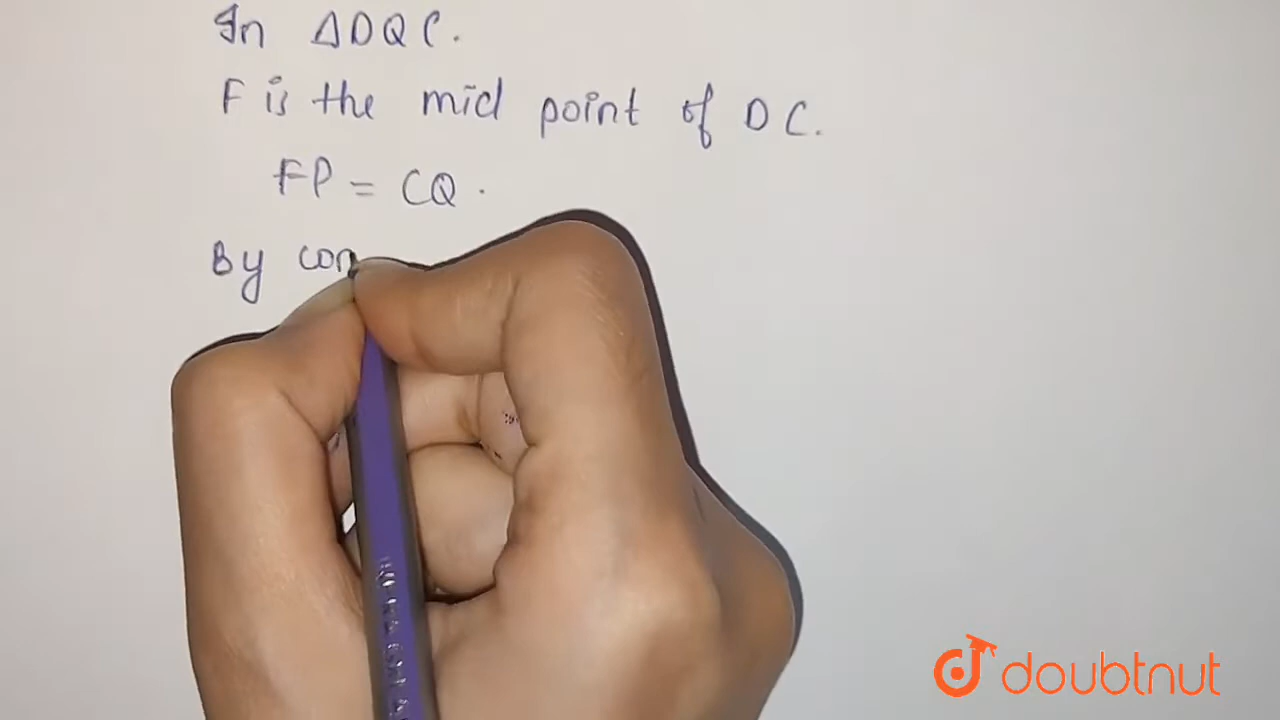 In ΔDQC.
F is the mid point of DC.
FP = CQ.
By con
doubtnut